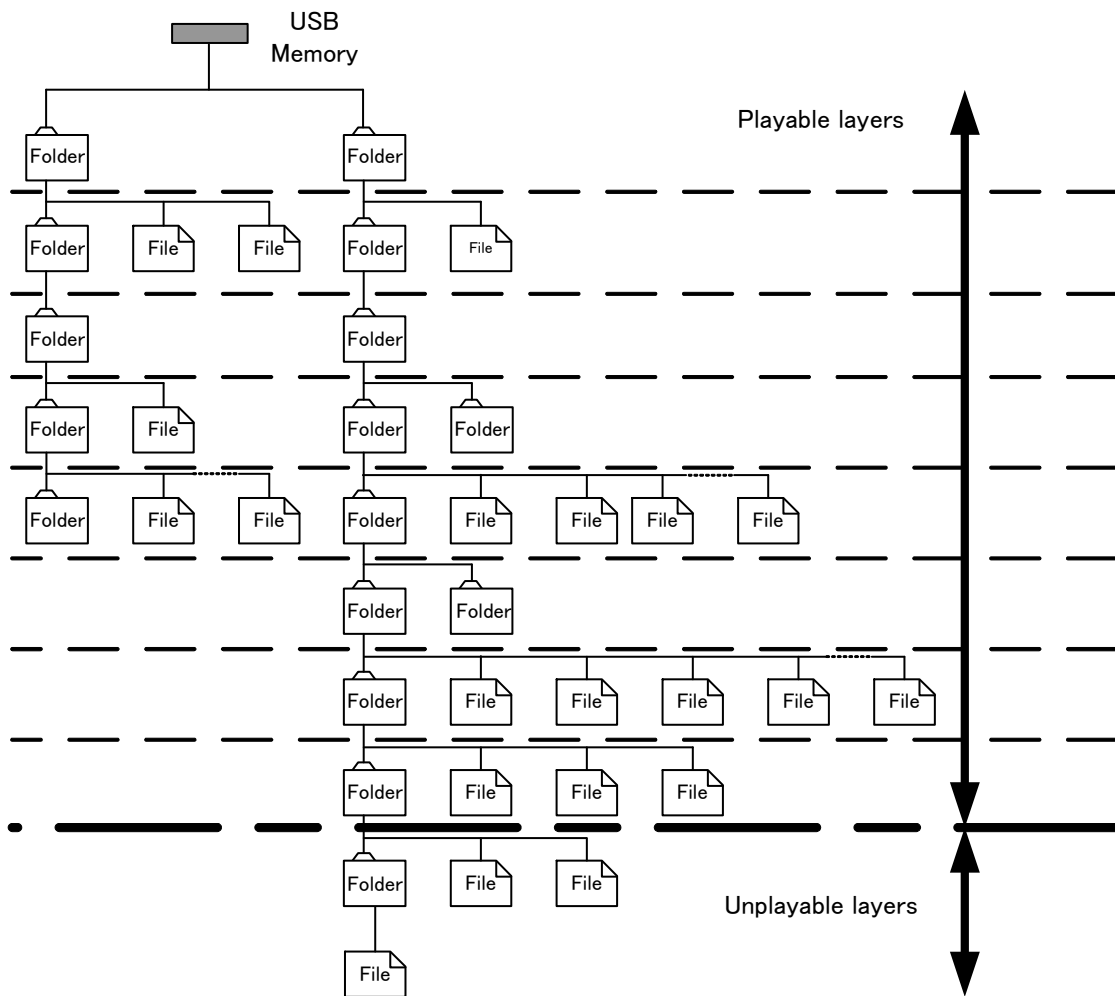 USB
Memory
Playable layers
Folder Folder
Folder File File Folder File
Folder Folder
Folder File Folder Folder
Folder File File Folder File File File File
Folder Folder
Folder File File File File File
Folder File File File
Folder File File
Unplayable layers
File